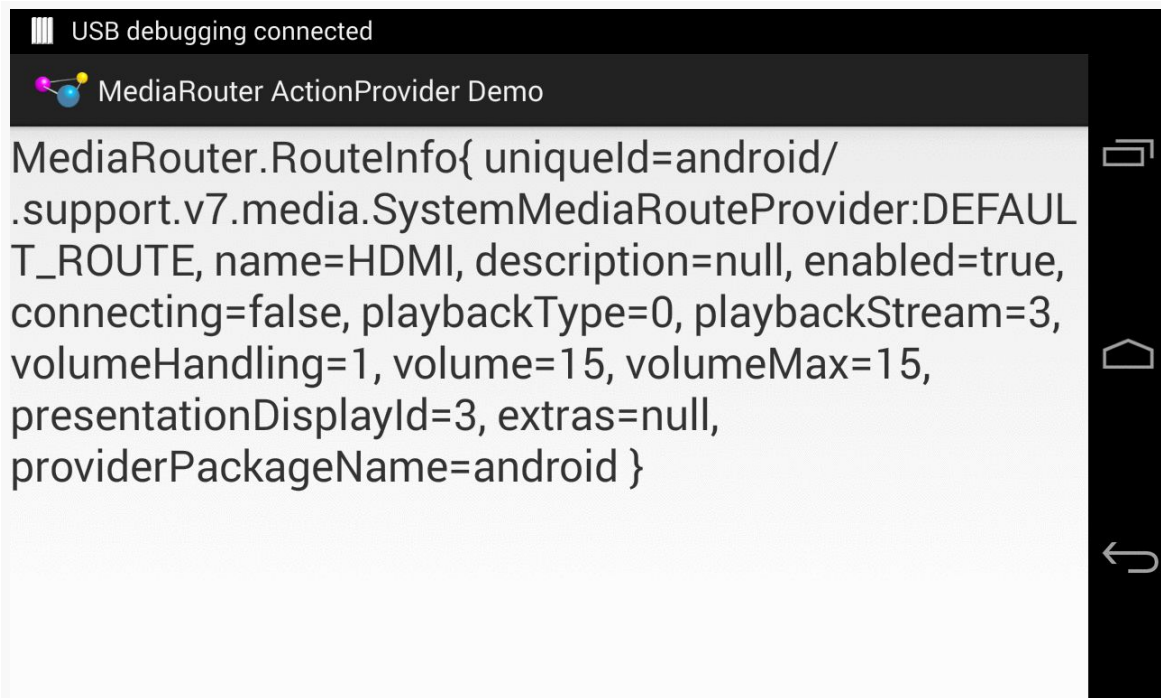 USB debugging connected
MediaRouter ActionProvider Demo
MediaRouter.RouteInfo{ uniqueId=android/
.support.v7.media.SystemMediaRouteProvider:DEFAUL
T_ROUTE, name=HDMI, description=null, enabled=true,
connecting=false, playbackType=0, playbackStream=3,
volumeHandling=1, volume=15, volumeMax=15,
presentationDisplayId=3, extras=null,
providerPackageName=android }